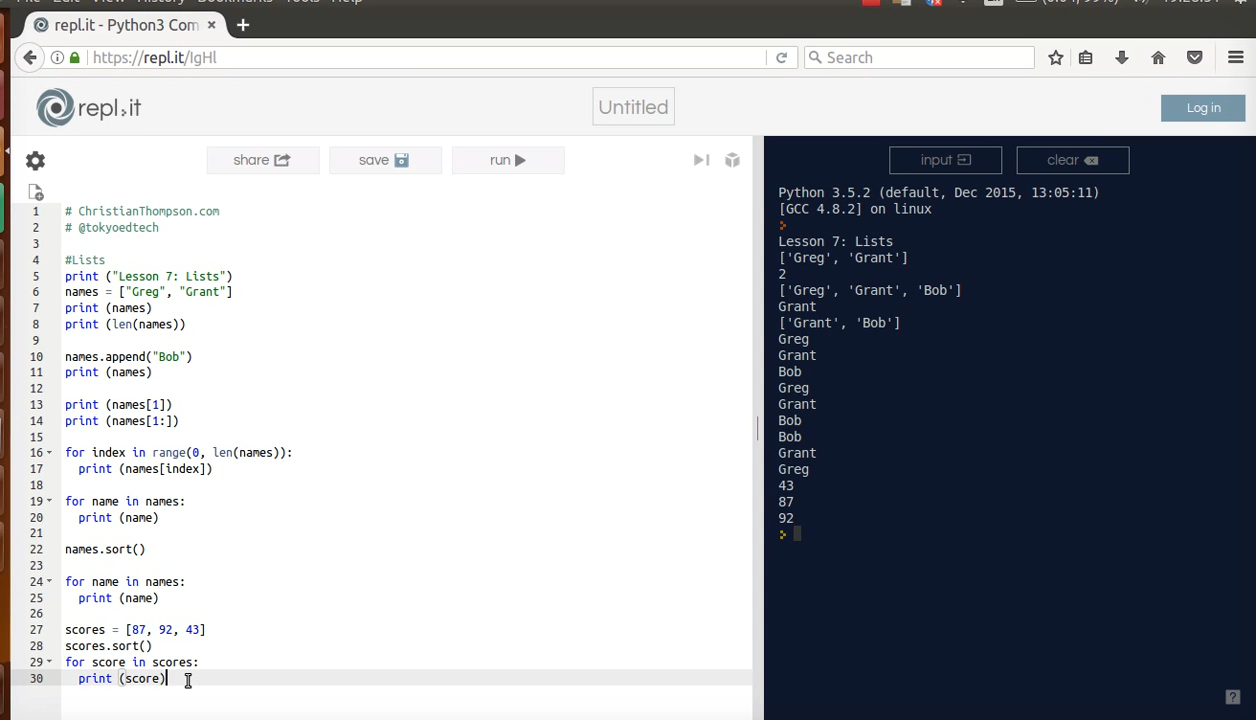 Edit View History Bookmarks Tools Help
repl.it - Python3 Com
https://repl.it/IgHl
Search
repl.it
Untitled
Log in
share
save
run
input
clear
1 # ChristianThompson.com
2 # @tokyoedtech
3
4 #Lists
5 print ("Lesson 7: Lists")
6 names = ["Greg", "Grant"]
7 print (names)
8 print (len(names))
9
10 names.append("Bob")
11 print (names)
12
13 print (names[1])
14 print (names[1:])
15
16 for index in range(0, len(names)):
17 print (names[index])
18
19 for name in names:
20 print (name)
21
22 names.sort()
23
24 for name in names:
25 print (name)
26
27 scores = [87, 92, 43]
28 scores.sort()
29 for score in scores:
30 print (score)
Python 3.5.2 (default, Dec 2015, 13:05:11)
[GCC 4.8.2] on linux
Lesson 7: Lists
['Greg', 'Grant']
2
['Greg', 'Grant', 'Bob']
Grant
['Grant', 'Bob']
Greg
Grant
Bob
Greg
Grant
Bob
Bob
Grant
Greg
43
87
92